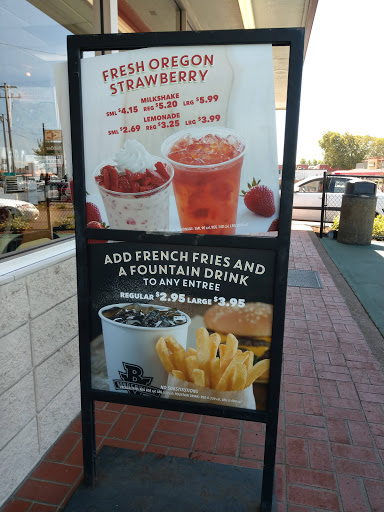 FRESH OREGON
STRAWBERRY
MILKSHAKE
SML $4.15 REG $5.20 LRG $5.99
LEMONADE
SML $2.69 REG $3.25 LRG $3.99
ADD FRENCH FRIES AND
A FOUNTAIN DRINK
TO ANY ENTREE
REGULAR $2.95 LARGE $3.95
B
NO SUBSTITUTIONS